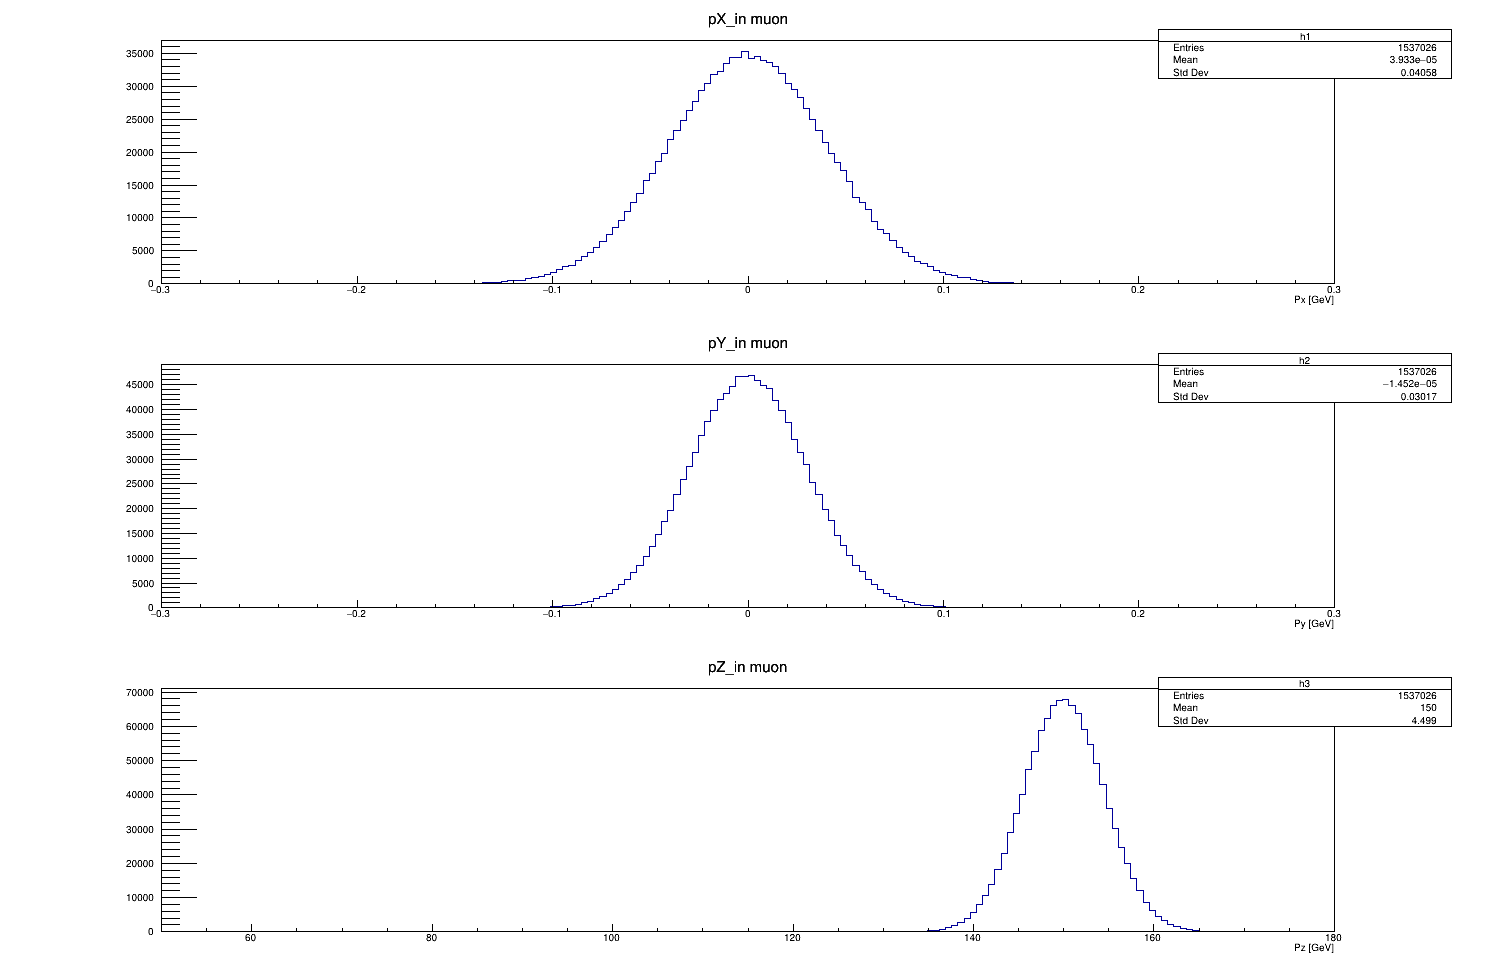 pX_in muon
h1
Entries 1537026
Mean 3.933e−05
Std Dev 0.04058
35000
30000
25000
20000
15000
10000
5000
0
−0.3 −0.2 −0.1 0 0.1 0.2 0.3
Px [GeV]
pY_in muon
h2
Entries 1537026
Mean −1.452e−05
Std Dev 0.03017
45000
40000
35000
30000
25000
20000
15000
10000
5000
0
−0.3 −0.2 −0.1 0 0.1 0.2 0.3
Py [GeV]
pZ_in muon
h3
Entries 1537026
Mean 150
Std Dev 4.499
70000
60000
50000
40000
30000
20000
10000
0
60 80 100 120 140 160 180
Pz [GeV]